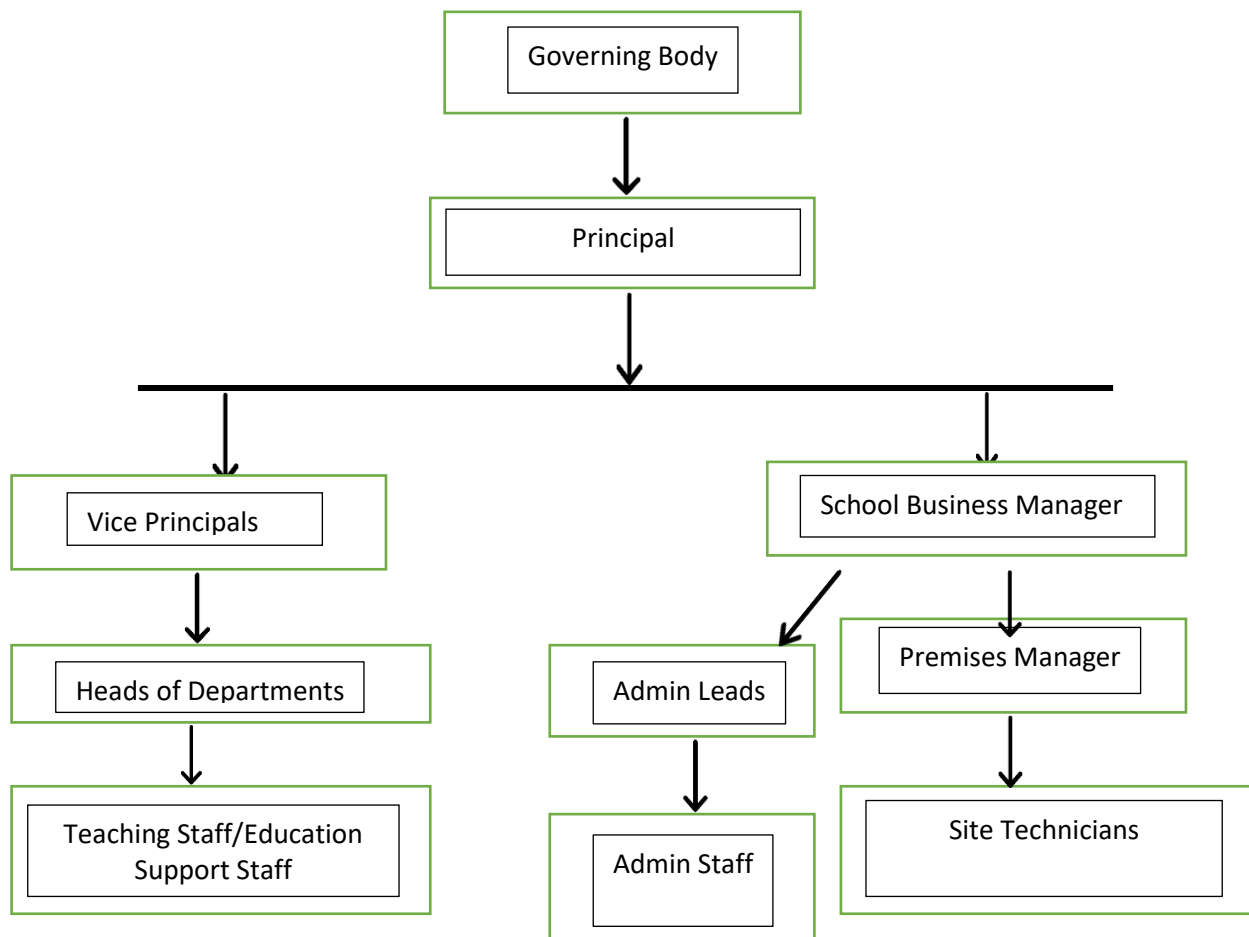 Governing Body
Principal
Vice Principals
School Business Manager
Heads of Departments
Admin Leads
Premises Manager
Teaching Staff/Education
Support Staff
Admin Staff
Site Technicians